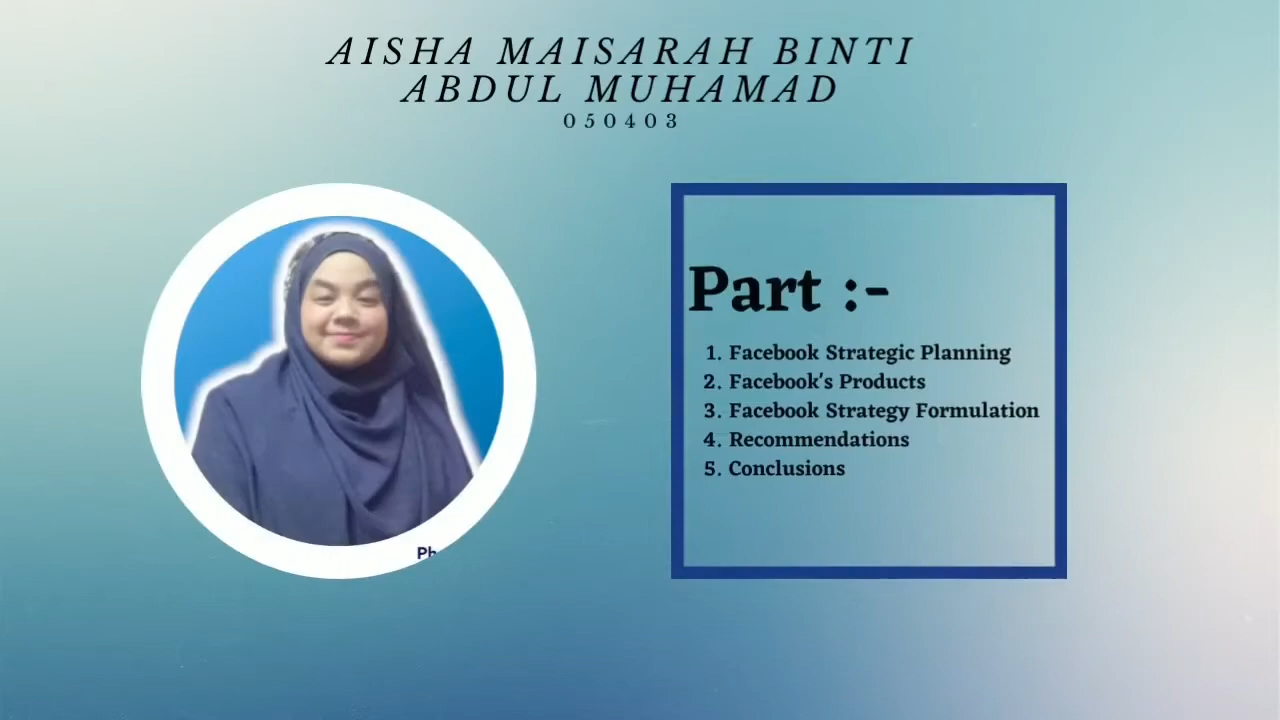 AISHA MAISARAH BINTI
ABDUL MUHAMAD
050403
Part :-
1. Facebook Strategic Planning
2. Facebook's Products
3. Facebook Strategy Formulation
4. Recommendations
5. Conclusions